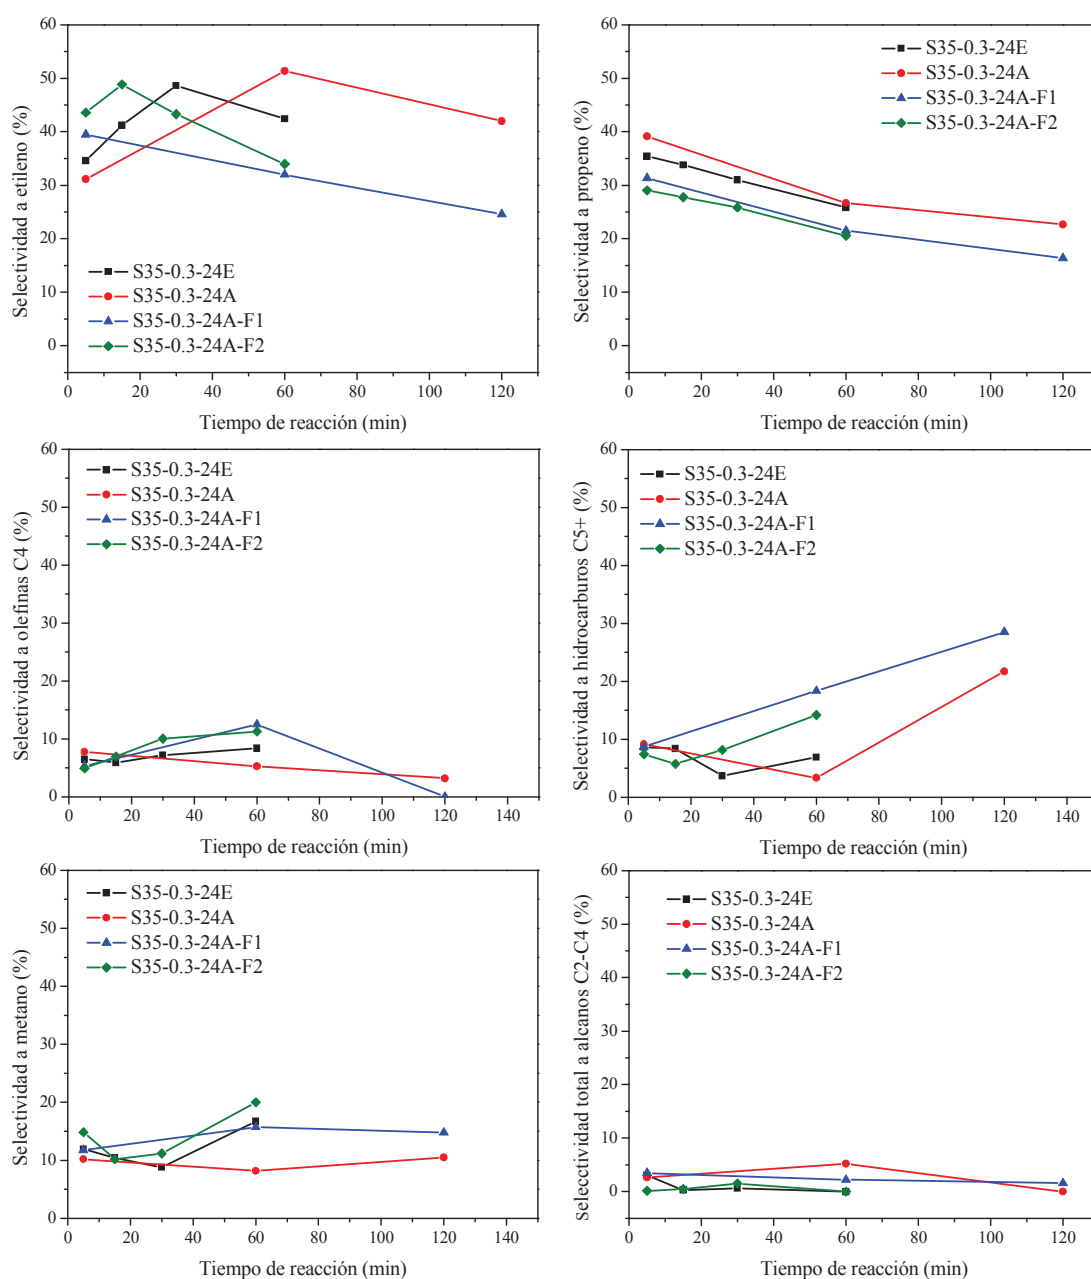 60
50
40
30
20
10
0
Selectividad a etileno (%)
S35-0.3-24E
S35-0.3-24A
S35-0.3-24A-F1
S35-0.3-24A-F2
0 20 40 60 80 100 120
Tiempo de reacción (min)
60
50
40
30
20
10
0
Selectividad a propeno (%)
S35-0.3-24E
S35-0.3-24A
S35-0.3-24A-F1
S35-0.3-24A-F2
0 20 40 60 80 100 120
Tiempo de reacción (min)
60
50
40
30
20
10
0
Selectividad a olefinas C4 (%)
S35-0.3-24E
S35-0.3-24A
S35-0.3-24A-F1
S35-0.3-24A-F2
0 20 40 60 80 100 120 140
Tiempo de reacción (min)
60
50
40
30
20
10
0
Selectividad a hidrocarburos C5+ (%)
S35-0.3-24E
S35-0.3-24A
S35-0.3-24A-F1
S35-0.3-24A-F2
0 20 40 60 80 100 120 140
Tiempo de reacción (min)
60
50
40
30
20
10
0
Selectividad a metano (%)
S35-0.3-24E
S35-0.3-24A
S35-0.3-24A-F1
S35-0.3-24A-F2
0 20 40 60 80 100 120 140
Tiempo de reacción (min)
60
50
40
30
20
10
0
Selecctividad total a alcanos C2-C4 (%)
S35-0.3-24E
S35-0.3-24A
S35-0.3-24A-F1
S35-0.3-24A-F2
0 20 40 60 80 100 120
Tiempo de reacción (min)